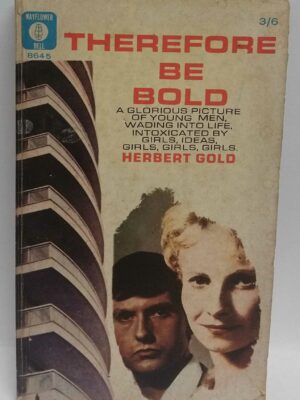 MAYFLOWER
DELL
8645
3/6
THEREFORE
BE
BOLD
A GLORIOUS PICTURE
OF YOUNG MEN,
WADING INTO LIFE,
INTOXICATED BY
GIRLS, IDEAS,
GIRLS, GIRLS, GIRLS.
HERBERT GOLD